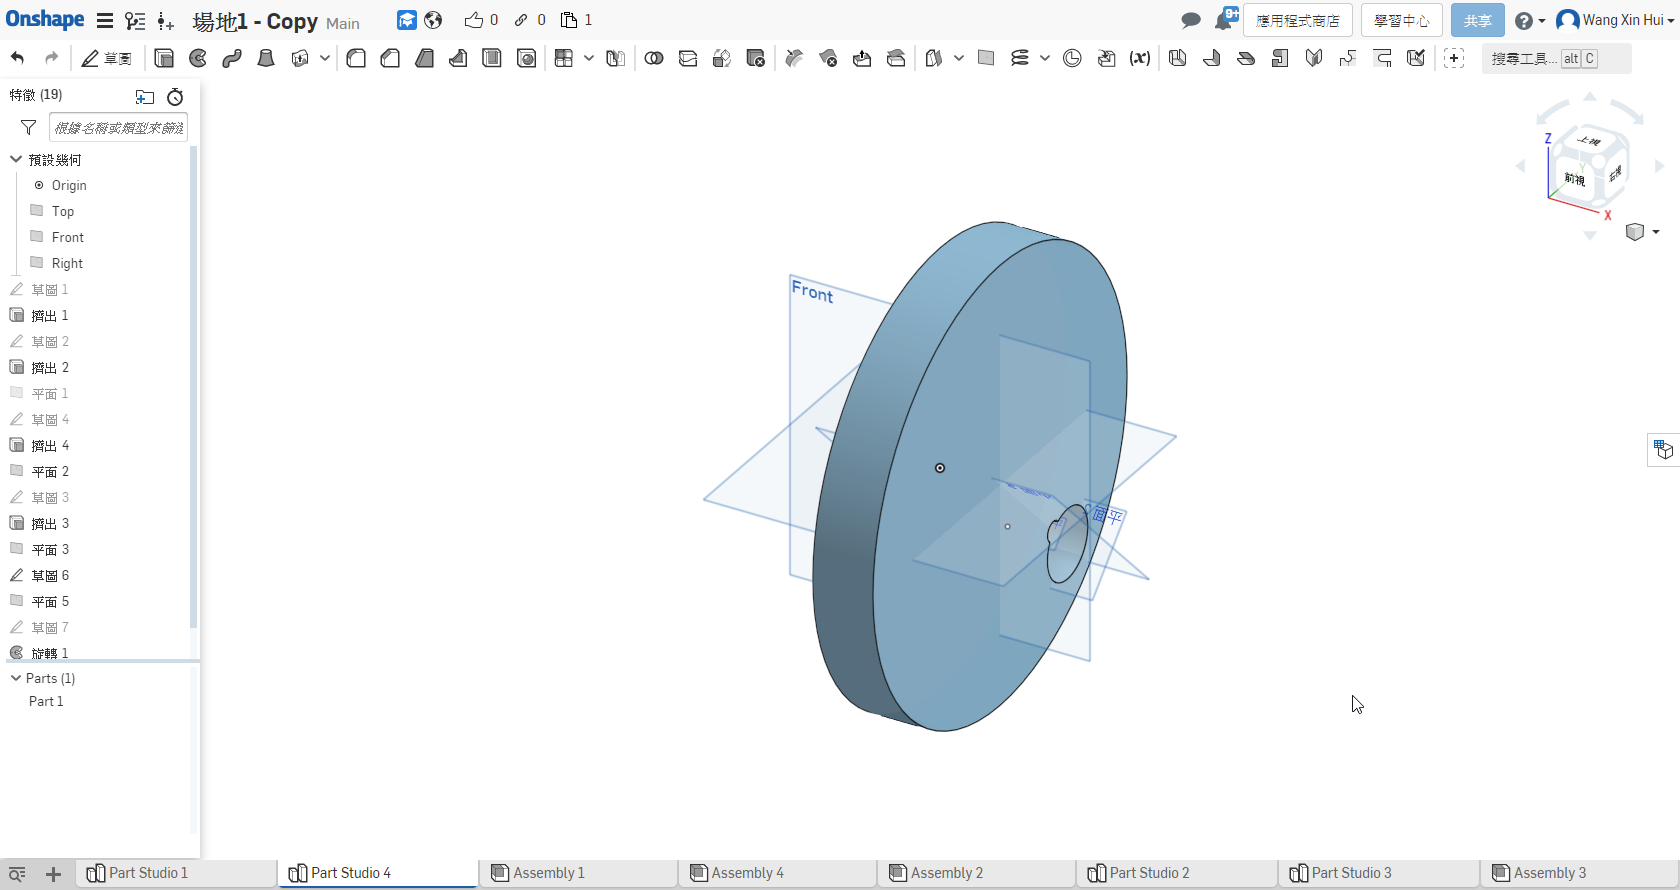 Onshape 場地1 - Copy Main 0 0 1 9+ 應用程式商店 學習中心 共享 Wang Xin Hui
草圖 (x) 搜尋工具... alt C
特徵 (19)
根據名稱或類型來篩選
預設幾何
Origin
Top
Front
Right
草圖 1
擠出 1
草圖 2
擠出 2
平面 1
草圖 4
擠出 4
平面 2
草圖 3
擠出 3
平面 3
草圖 6
平面 5
草圖 7
旋轉 1
Parts (1)
Part 1
Front
平面
Z
上視
前視
右視
Y
X
Part Studio 1 Part Studio 4 Assembly 1 Assembly 4 Assembly 2 Part Studio 2 Part Studio 3 Assembly 3